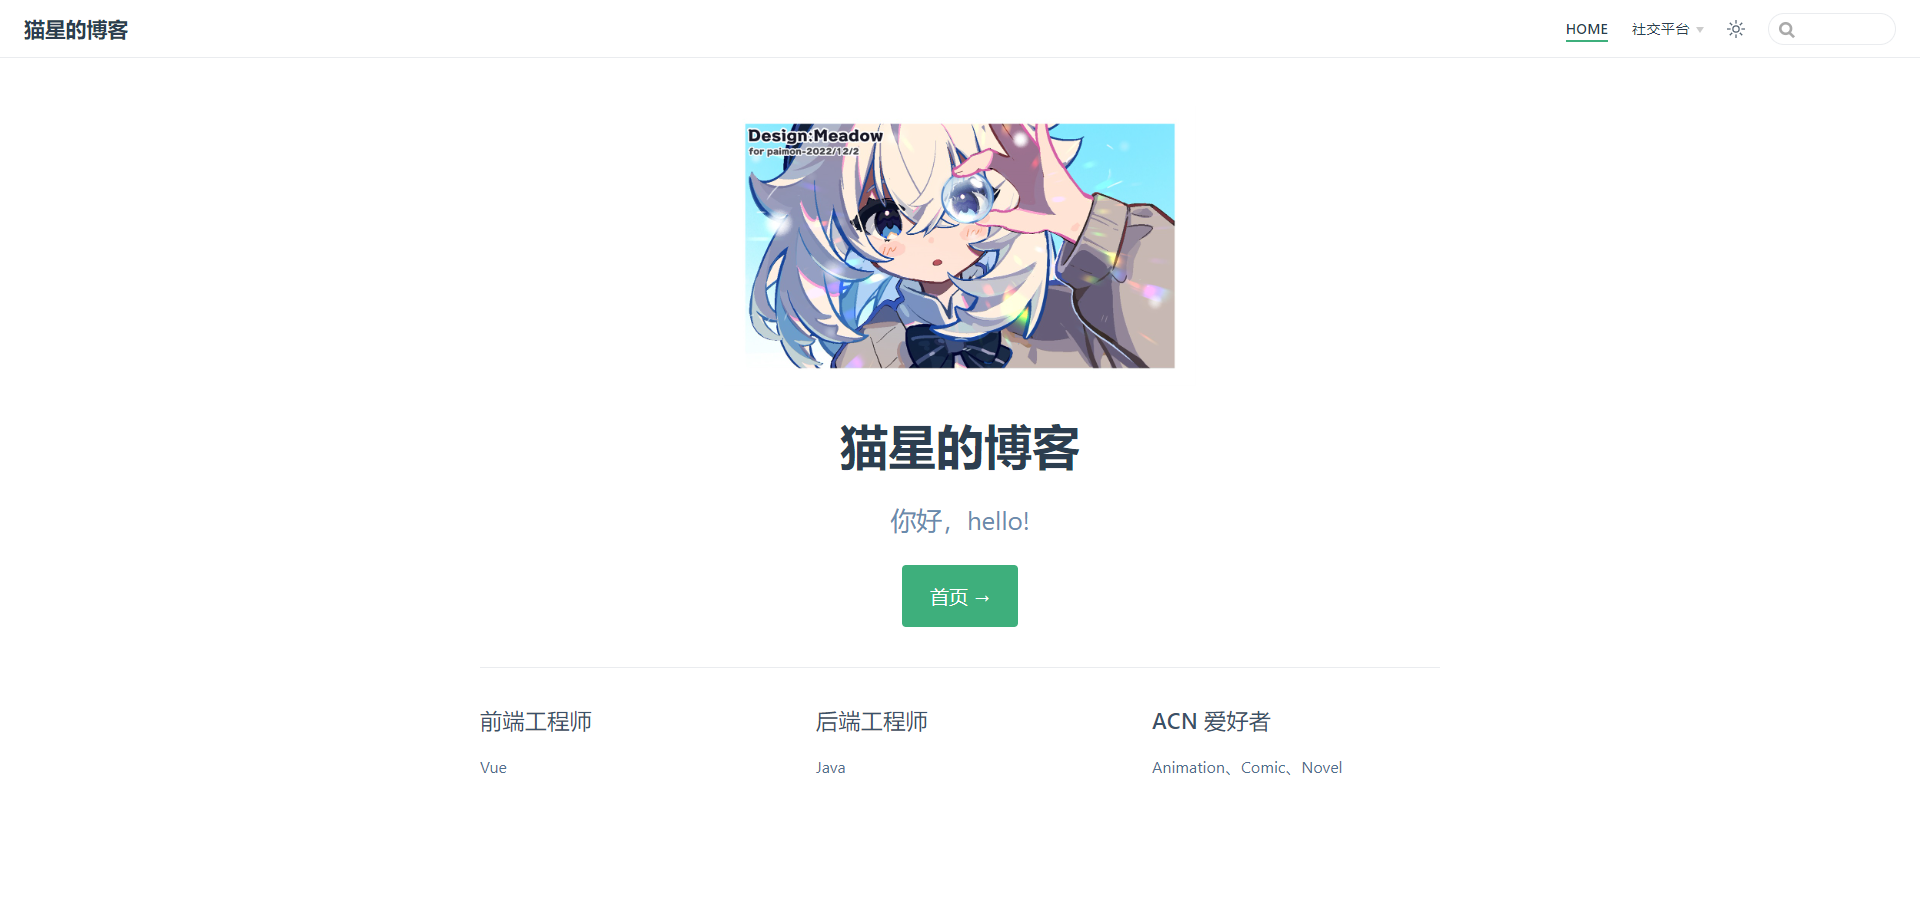 猫星的博客
HOME 社交平台
Design:Meadow
for paimon-2022/12/2
猫星的博客
你好，hello!
首页 →
前端工程师 后端工程师 ACN 爱好者
Vue Java Animation、Comic、Novel